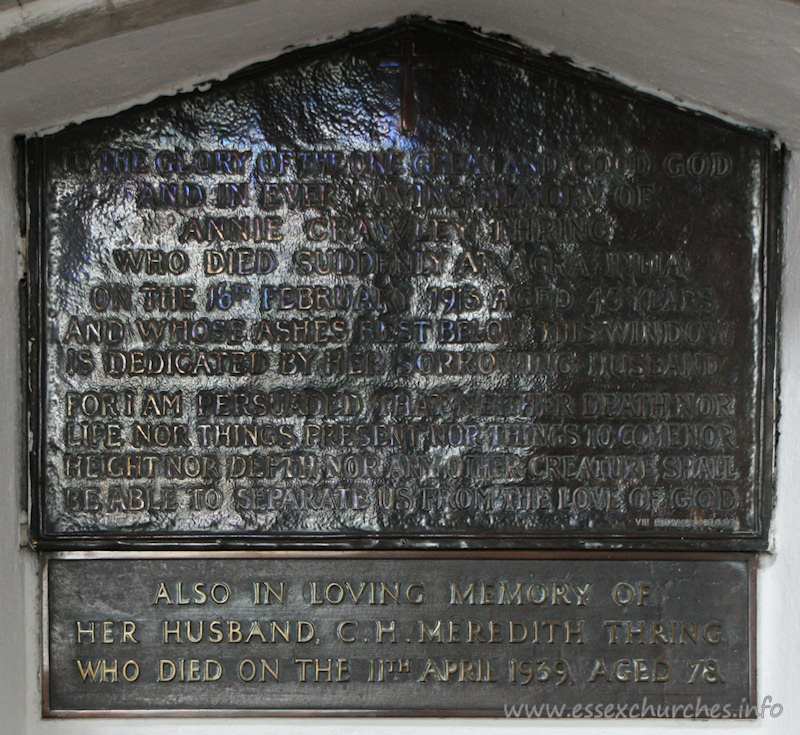 TO THE GLORY OF THE ONE GREAT AND GOOD GOD
AND IN EVER LOVING MEMORY OF
ANNIE CRAWLEY THRING
WHO DIED SUDDENLY AT AGRA INDIA
ON THE 16TH FEBRUARY AGED YEARS
AND WHOSE ASHES REST BELOW THIS WINDOW
IS DEDICATED BY HER SORROWING HUSBAND
FOR I AM PERSUADED THAT NEITHER DEATH NOR
LIFE NOR THINGS PRESENT NOR THINGS TO COME NOR
HEIGHT NOR DEPTH NOR ANY OTHER CREATURE SHALL
BE ABLE TO SEPARATE US FROM THE LOVE OF GOD
VIII
ALSO IN LOVING MEMORY OF
HER HUSBAND, C. H. MEREDITH THRING
WHO DIED ON THE 11TH APRIL 1939, AGED 78.
www.essexchurches.info